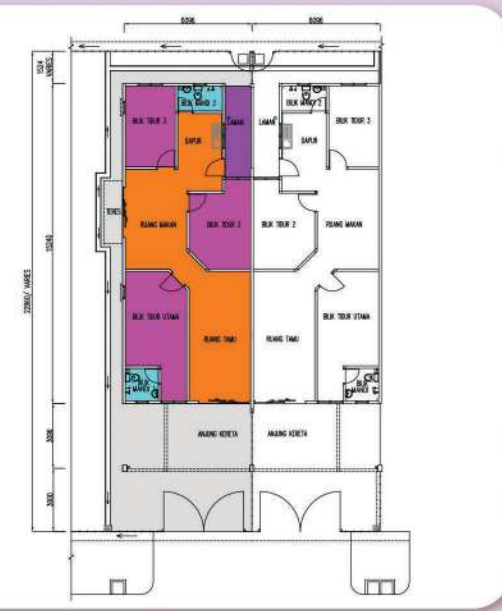 6096 6096
1524
VARIES
BILIK MANDI 2
BILIK MANDI 2
BILIK TIDUR 3
LAMAN
LAMAN
BILIK TIDUR 3
DAPUR
DAPUR
TERES
RUANG MAKAN
BILIK TIDUR 2
BILIK TIDUR 2
RUANG MAKAN
15240
22860/ VARIES
BILIK TIDUR UTAMA
BILIK TIDUR UTAMA
RUANG TAMU
RUANG TAMU
BILIK
MANDI
BILIK
MANDI
3096
ANJUNG KERETA
ANJUNG KERETA
3000